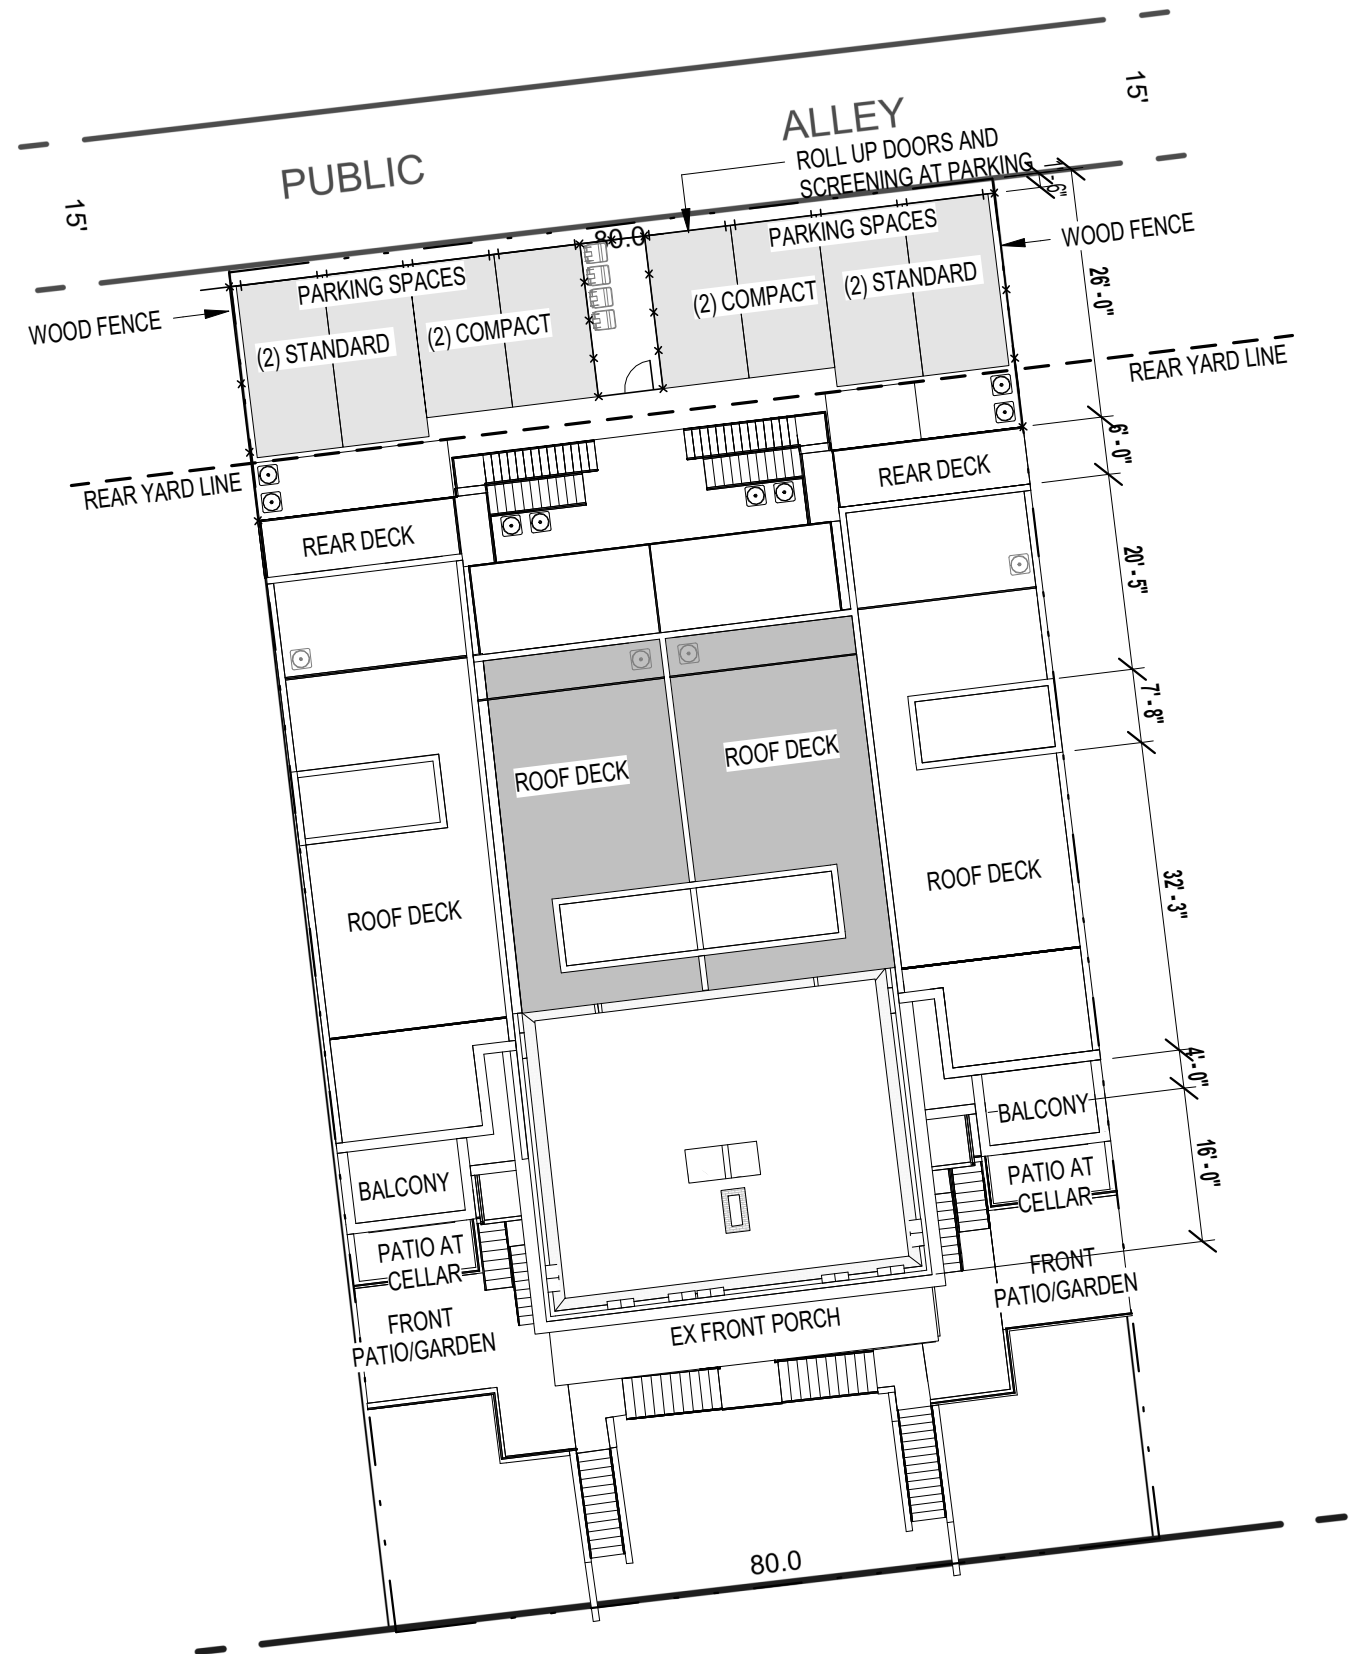 15'
ALLEY
PUBLIC
ROLL UP DOORS AND
SCREENING AT PARKING
15'
80.0
PARKING SPACES
WOOD FENCE
PARKING SPACES
(2) COMPACT
(2) STANDARD
26' -0"
WOOD FENCE
(2) STANDARD
(2) COMPACT
REAR YARD LINE
REAR YARD LINE
REAR DECK
6' -0"
REAR DECK
20' - 5"
7' - 8"
ROOF DECK
ROOF DECK
ROOF DECK
ROOF DECK
32' - 3"
4' -0"
BALCONY
BALCONY
16' -0"
PATIO AT
CELLAR
PATIO AT
CELLAR
FRONT
PATIO/GARDEN
FRONT
PATIO/GARDEN
EX FRONT PORCH
80.0